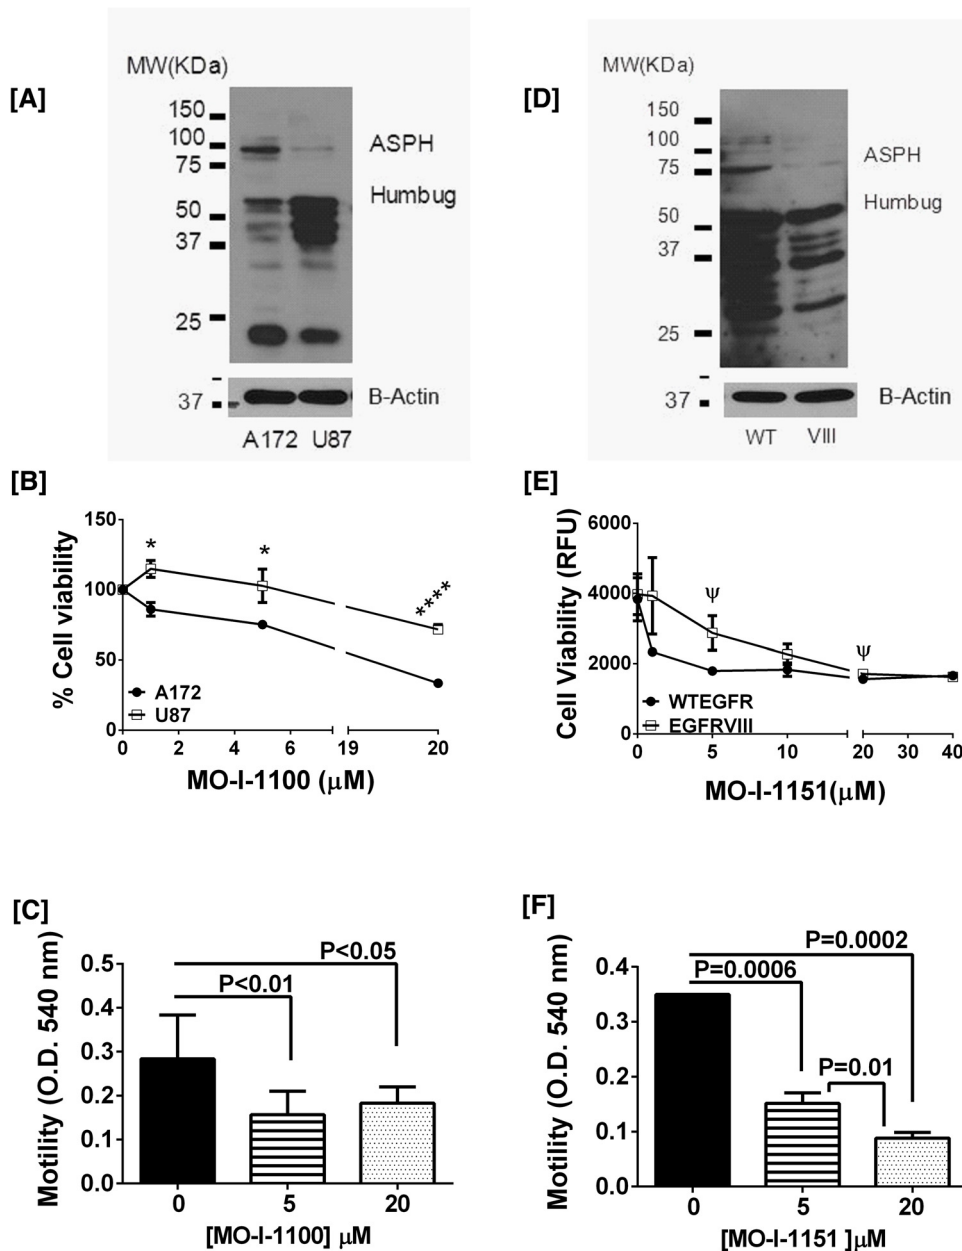 [A]
MW(KDa)
150
100
75
50
37
25
ASPH
Humbug
37
B-Actin
A172 U87
[D]
MW(KDa)
150
100
75
50
37
25
ASPH
Humbug
37
B-Actin
WT VIII
[B]
% Cell viability
150
100
50
0
*
*
****
A172
U87
0 2 4 6 19 20
MO-I-1100 (μM)
[E]
Cell Viability (RFU)
6000
4000
2000
0
ψ
ψ
WTEGFR
EGFRVIII
0 5 10 20 30 40
MO-I-1151(μM)
[C]
Motility (O.D. 540 nm)
0.5
0.4
0.3
0.2
0.1
0.0
P<0.05
P<0.01
0 5 20
[MO-I-1100] μM
[F]
Motility (O.D. 540 nm)
0.4
0.3
0.2
0.1
0.0
P=0.0002
P=0.0006
P=0.01
0 5 20
[MO-I-1151 ]μM